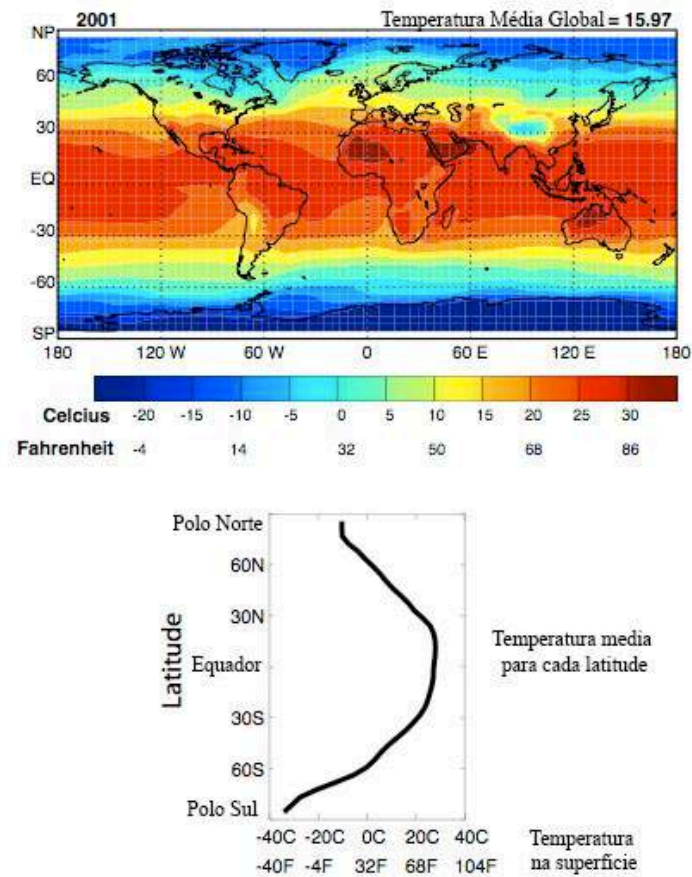 2001 Temperatura Média Global = 15.97
NP
60
30
EQ
-30
-60
SP
180 120 W 60 W 0 60 E 120 E 180
Celcius -20 -15 -10 -5 0 5 10 15 20 25 30
Fahrenheit -4 14 32 50 68 86
Polo Norte
60N
30N
Latitude
Equador
30S
60S
Polo Sul
Temperatura media
para cada latitude
-40C -20C 0C 20C 40C Temperatura
-40F -4F 32F 68F 104F na superfície